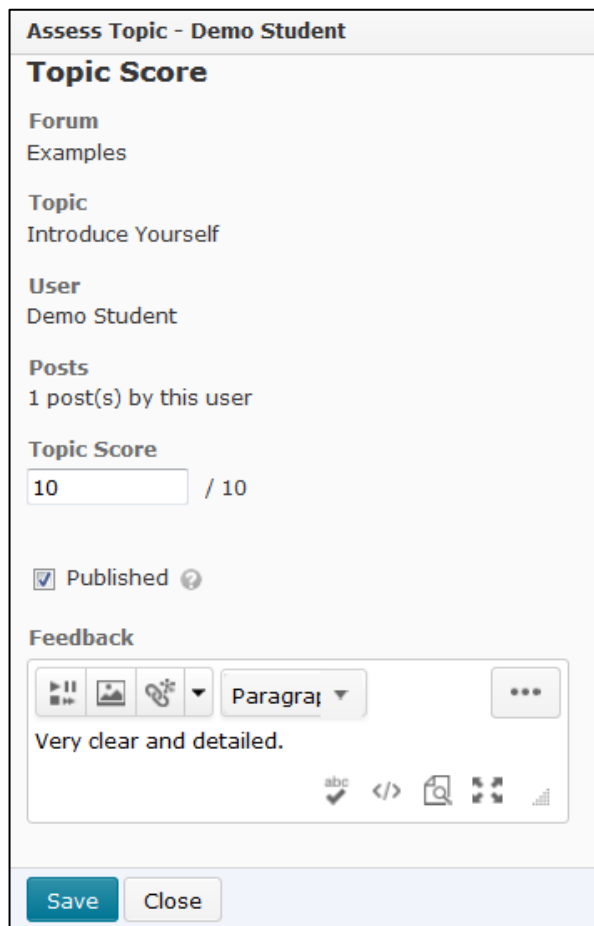 Assess Topic - Demo Student
Topic Score
Forum
Examples
Topic
Introduce Yourself
User
Demo Student
Posts
1 post(s) by this user
Topic Score
10 / 10
Published ?
Feedback
Paragra
Very clear and detailed.
abc </>
Save Close